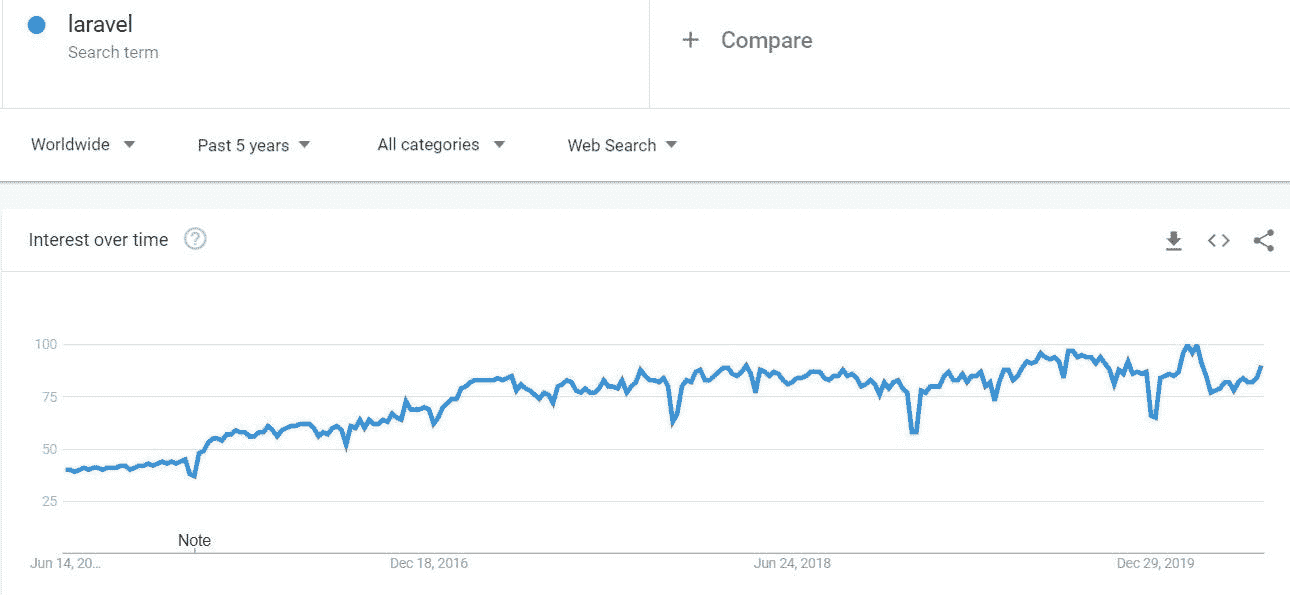 laravel
Search term
+ Compare
Worldwide
Past 5 years
All categories
Web Search
Interest over time ?
100
75
50
25
Note
Jun 14, 20...
Dec 18, 2016
Jun 24, 2018
Dec 29, 2019